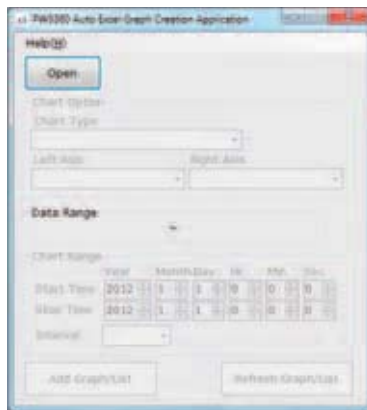 PW3360 Auto Excel Graph Creation Application
Help(H)
Open
Chart Option
Chart Type
Left Axis Right Axis
Data Range
~
Chart Range
Year Month Day Hr. Min. Sec.
Start Time 2012 1 1 0 0 0
Stop Time 2012 1 1 0 0 0
Interval
Add Graph/List Refresh Graph/List